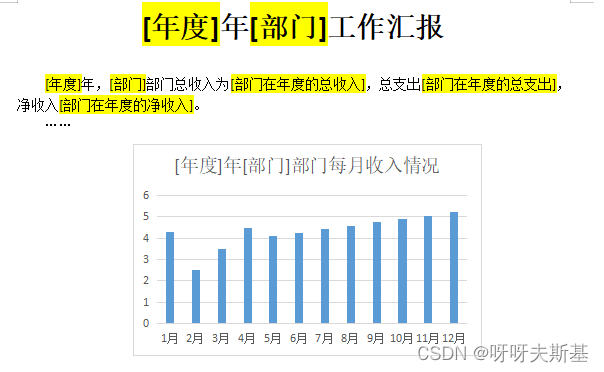 [年度]年[部门]工作汇报
[年度]年，[部门]部门总收入为[部门在年度的总收入]，总支出[部门在年度的总支出]，
净收入[部门在年度的净收入]。
……
[年度]年[部门]部门每月收入情况
6
5
4
3
2
1
0
1月 2月 3月 4月 5月 6月 7月 8月 9月 10月 11月 12月
CSDN @呀呀夫斯基